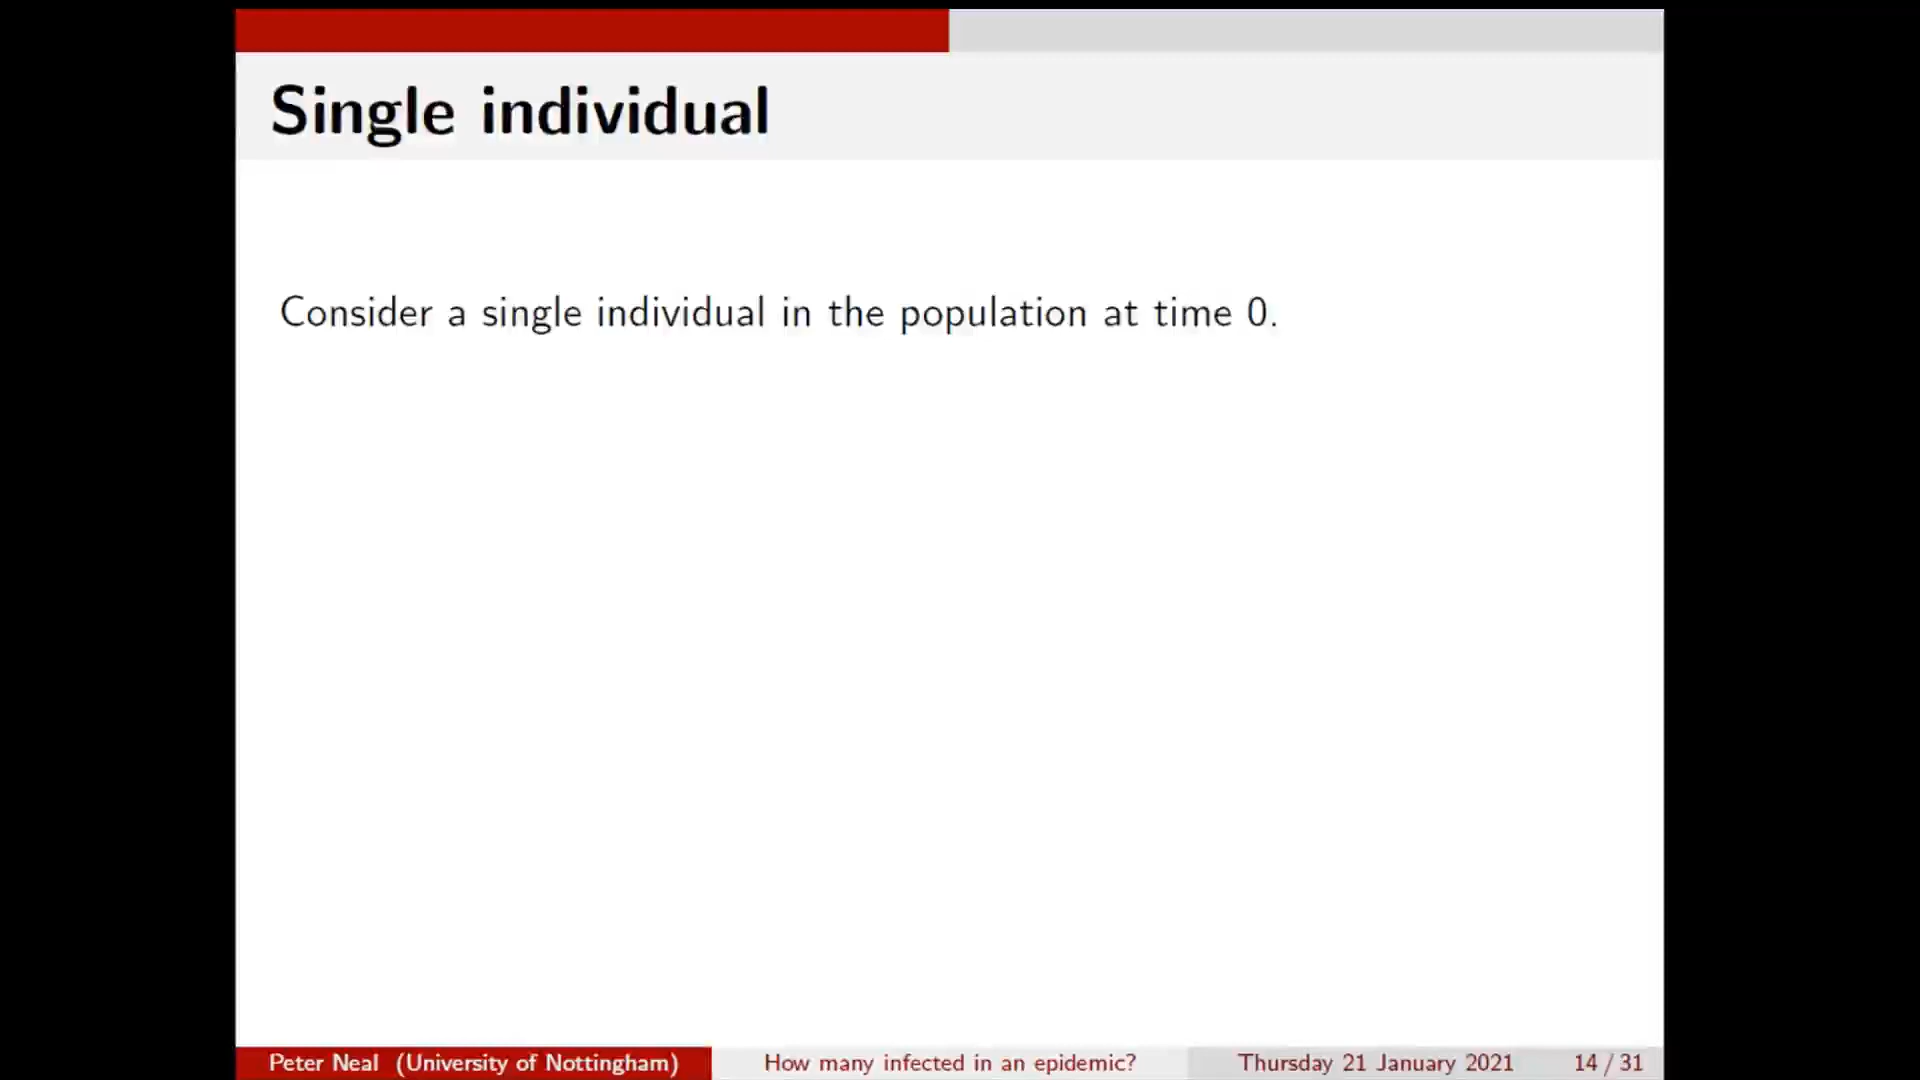 Single individual
Consider a single individual in the population at time 0.
Peter Neal (University of Nottingham) How many infected in an epidemic? Thursday 21 January 2021 14 / 31